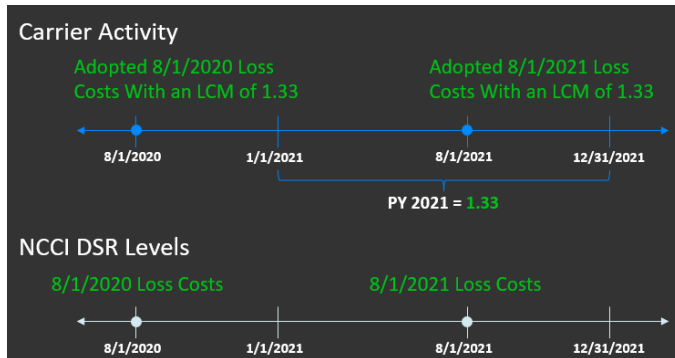 Carrier Activity
Adopted 8/1/2020 Loss
Costs With an LCM of 1.33
Adopted 8/1/2021 Loss
Costs With an LCM of 1.33
8/1/2020
1/1/2021
8/1/2021
12/31/2021
PY 2021 = 1.33
NCCI DSR Levels
8/1/2020 Loss Costs
8/1/2021 Loss Costs
8/1/2020
1/1/2021
8/1/2021
12/31/2021